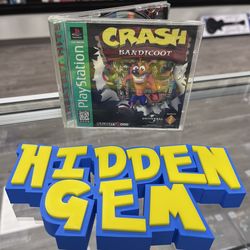 PlayStation
CRASH
BANDICOOT
HIDDEN
GEM